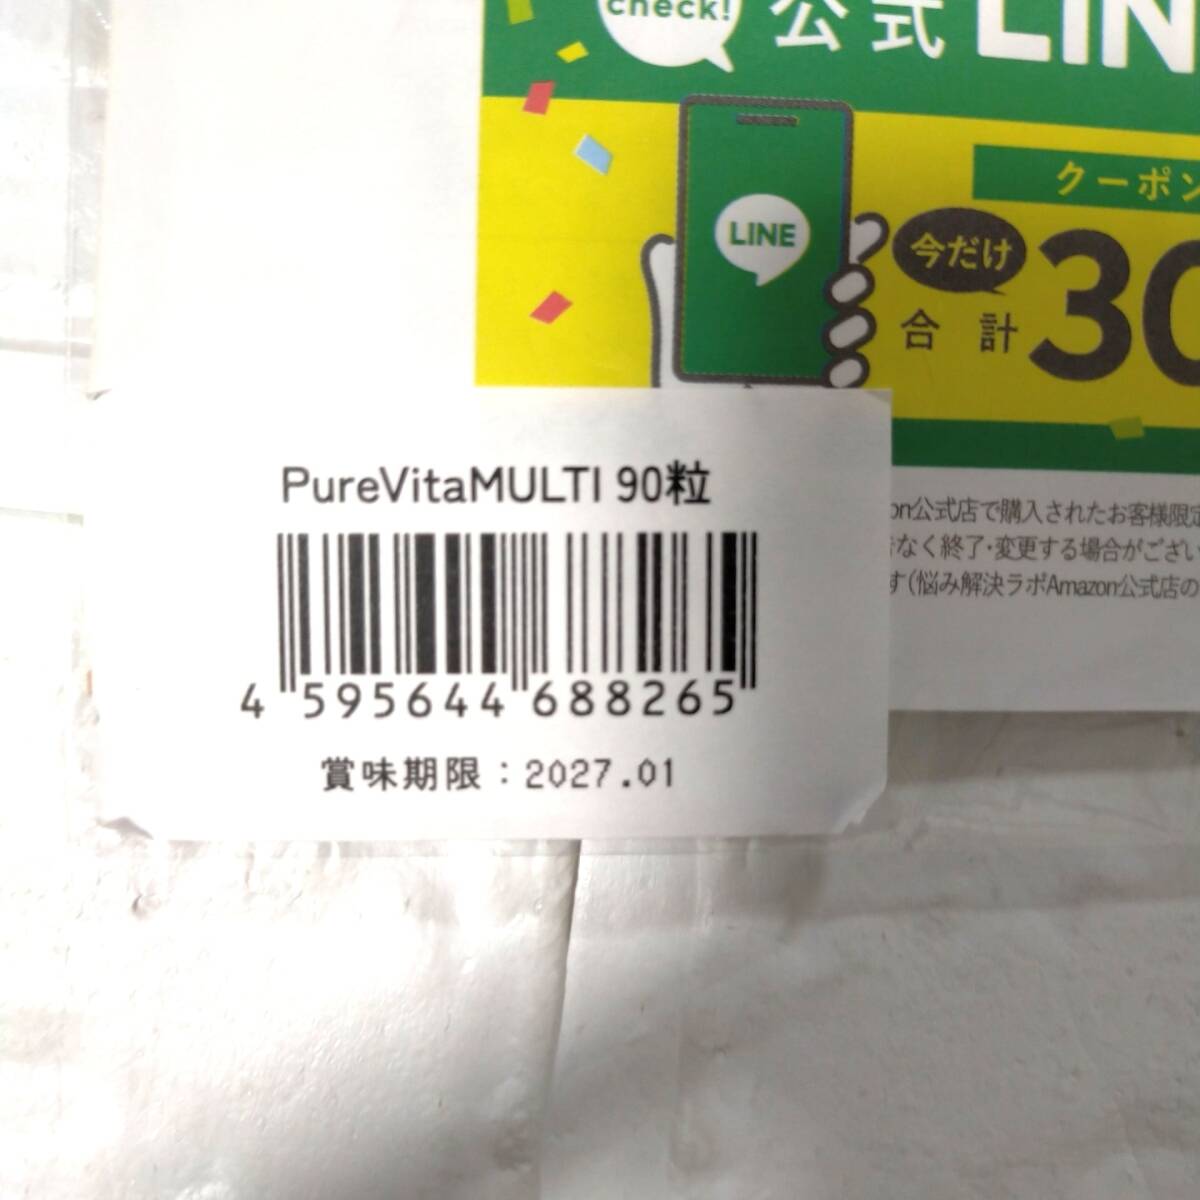 check!
公式LIN
LINE
クーポン
今だけ
合計30
PureVitaMULTI 90粒
4 595644 688265
賞味期限：2027.01
on公式店で購入されたお客様限定
なく終了・変更する場合がござい
す(悩み解決ラボAmazon公式店の